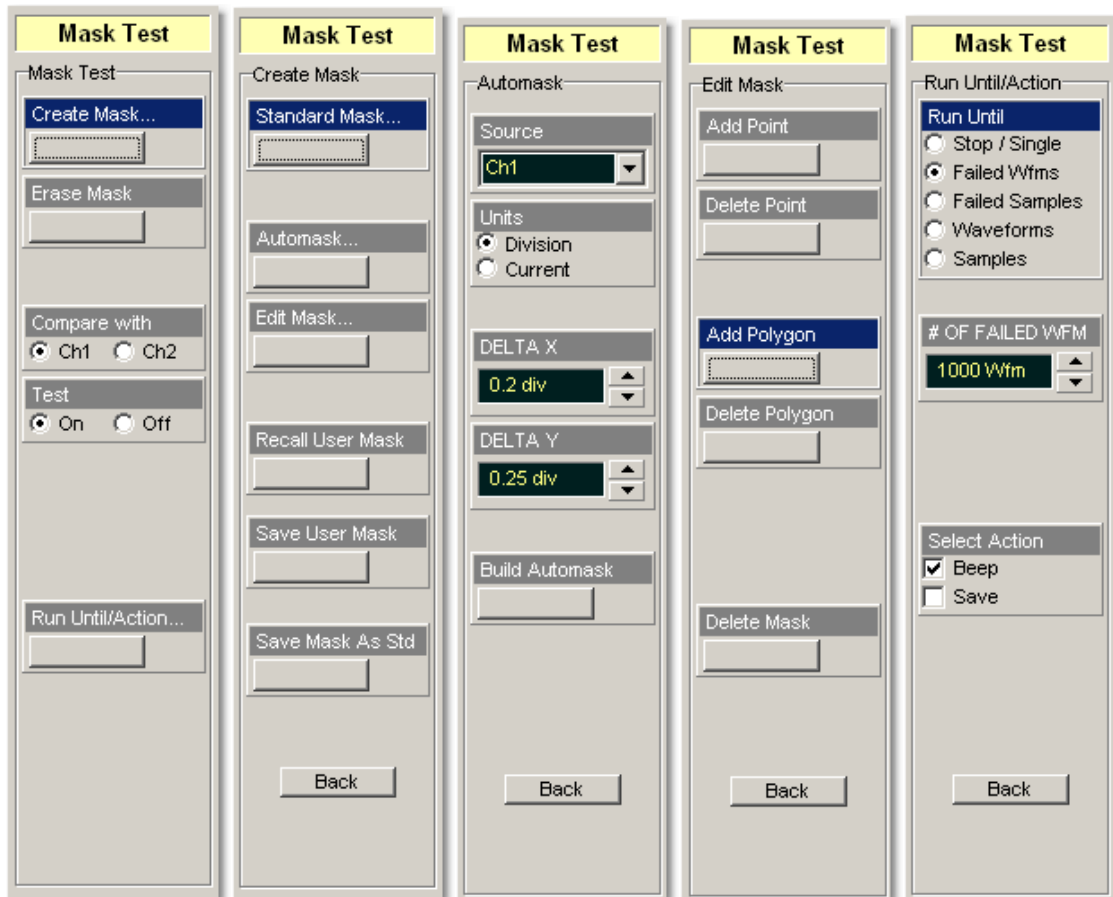 Mask Test
Mask Test
Create Mask...
Erase Mask
Compare with
Ch1 Ch2
Test
On Off
Run Until/Action...
Mask Test
Create Mask
Standard Mask...
Automask...
Edit Mask...
Recall User Mask
Save User Mask
Save Mask As Std
Back
Mask Test
Automask
Source
Ch1
Units
Division
Current
DELTA X
0.2 div
DELTA Y
0.25 div
Build Automask
Back
Mask Test
Edit Mask
Add Point
Delete Point
Add Polygon
Delete Polygon
Delete Mask
Back
Mask Test
Run Until/Action
Run Until
Stop / Single
Failed Wfms
Failed Samples
Waveforms
Samples
# OF FAILED WFM
1000 Wfm
Select Action
Beep
Save
Back